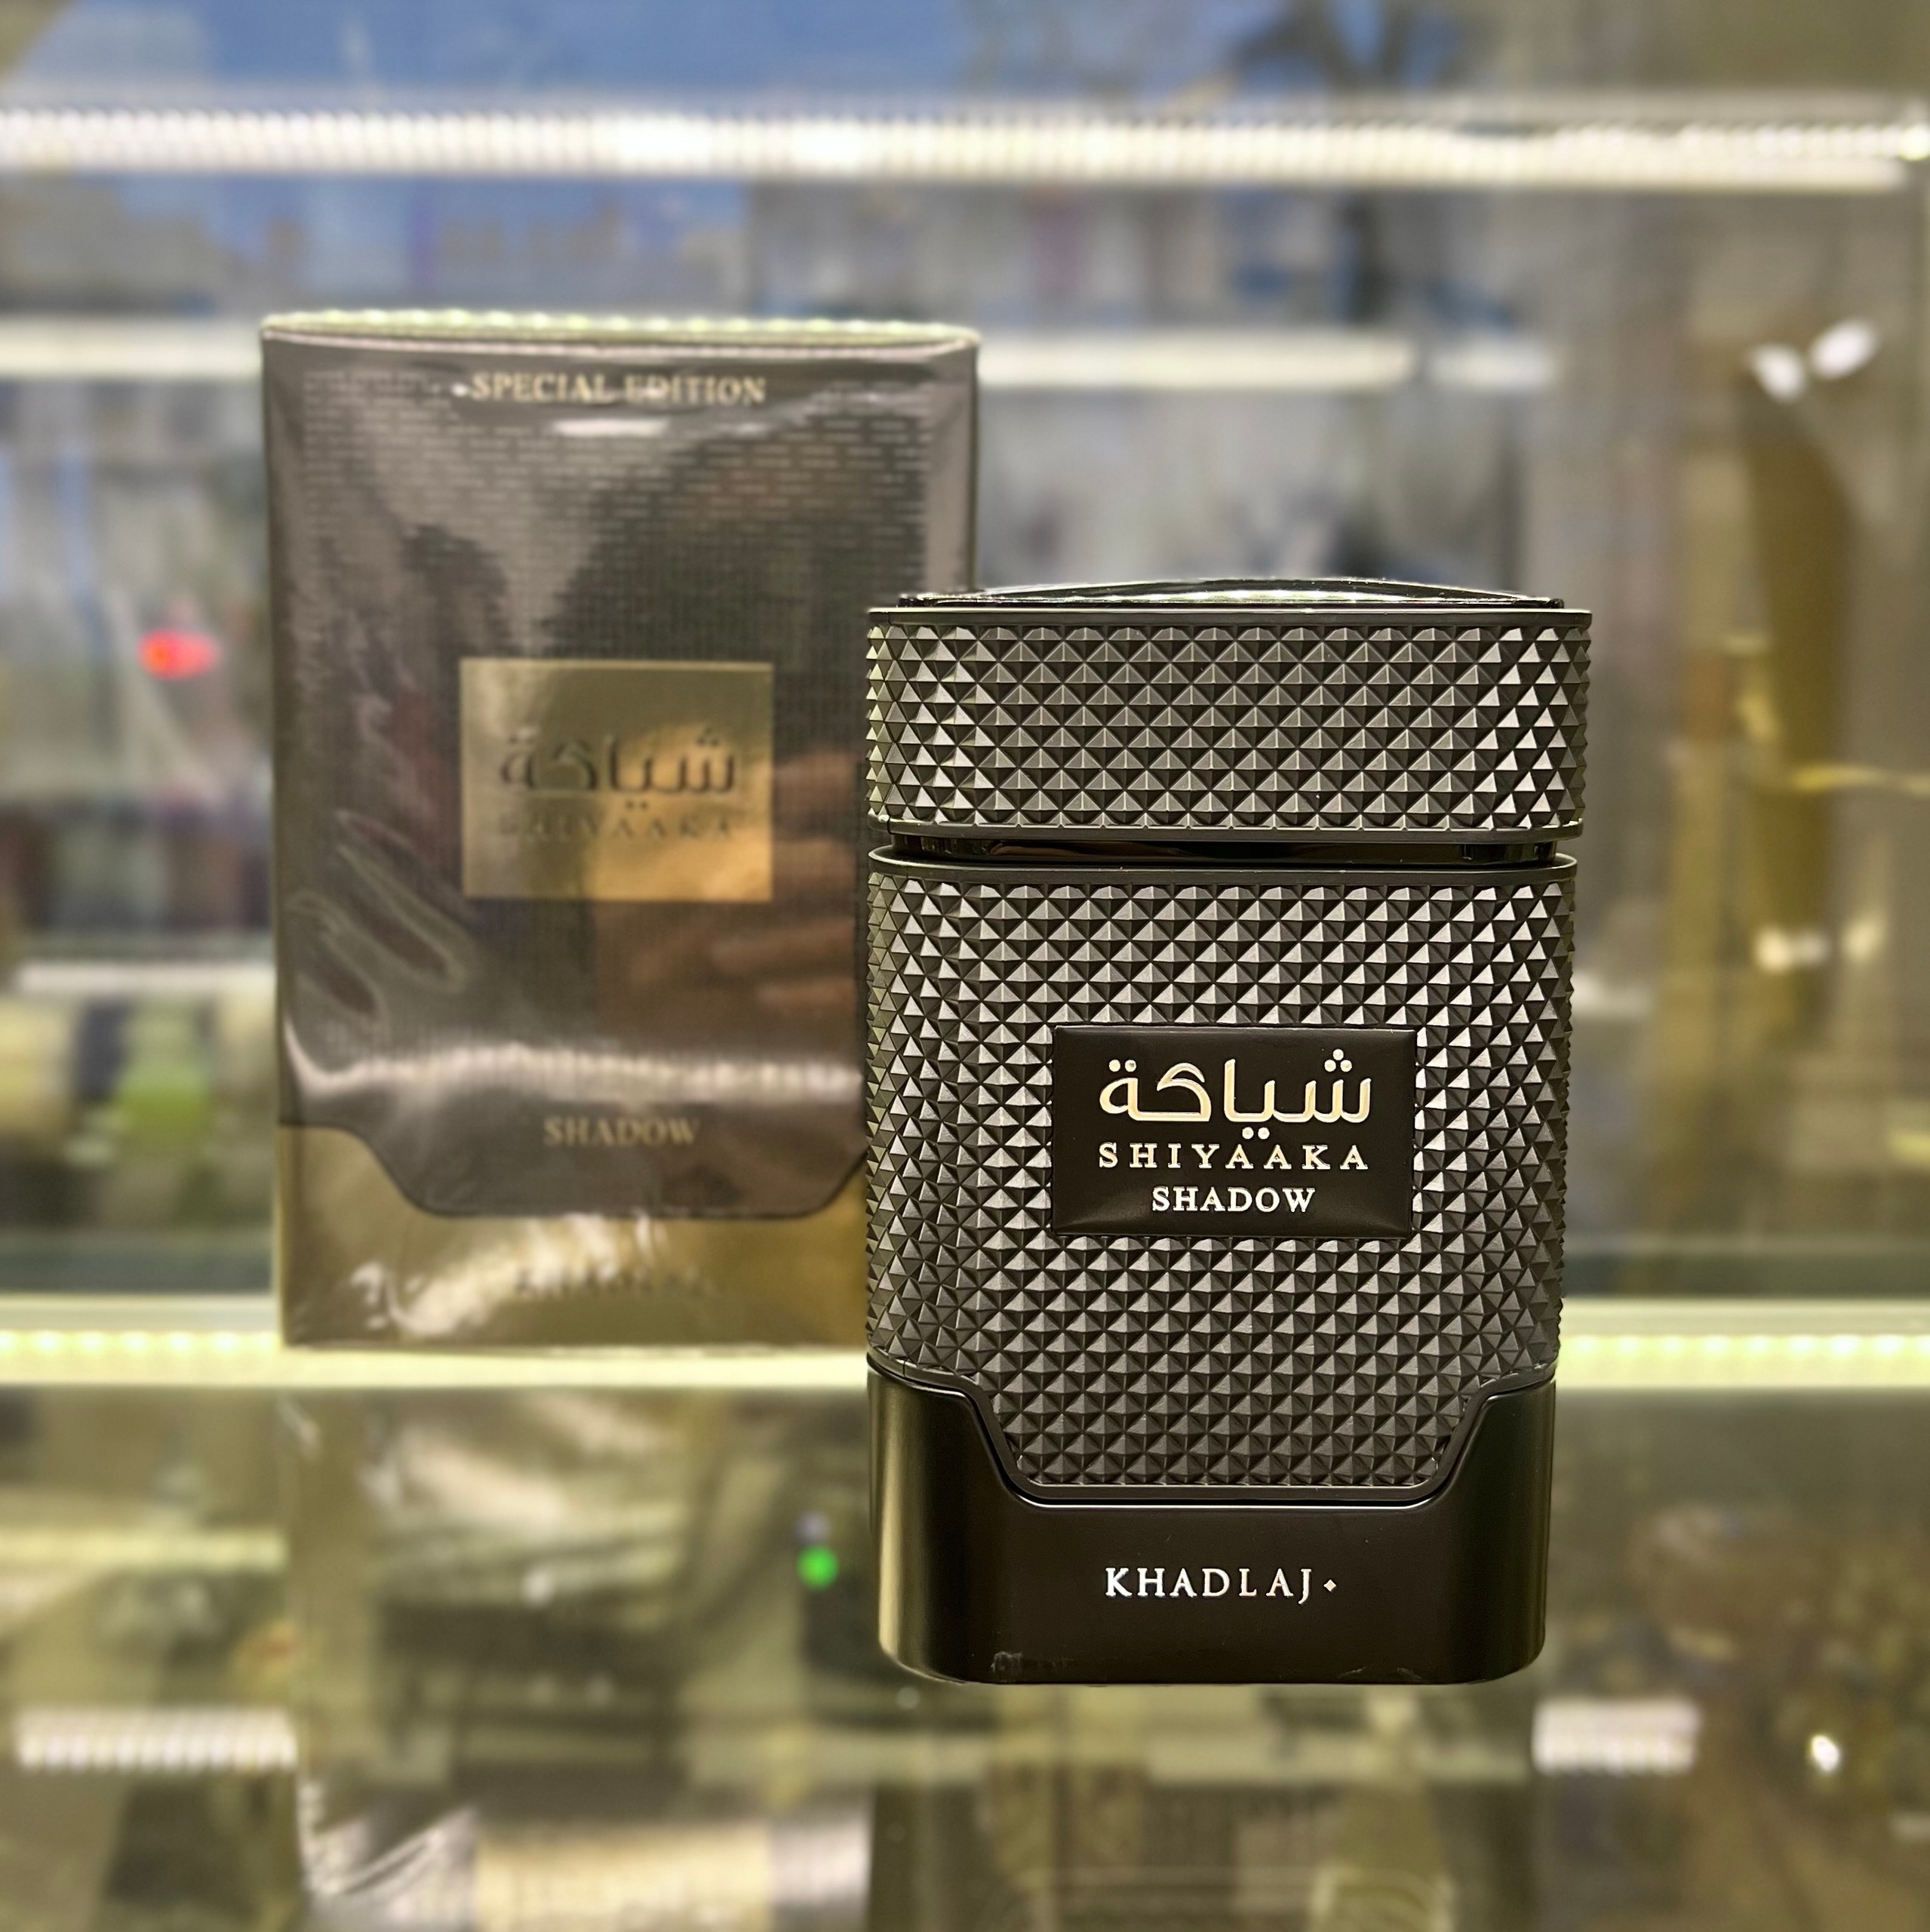 SPECIAL EDITION
شياكة
SHIYAAKA
SHADOW
شياكة
SHIYAAKA
SHADOW
KHADLAJ